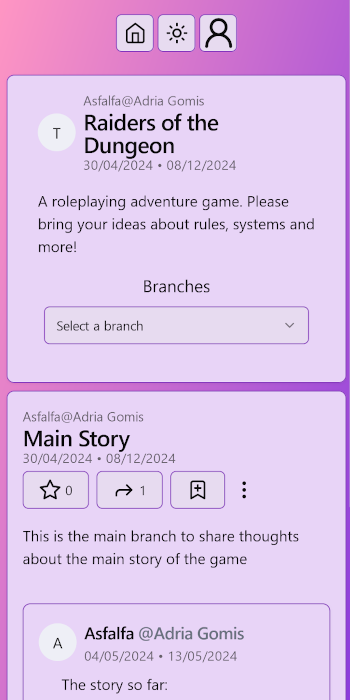 Asfalfa@Adria Gomis
T
Raiders of the
Dungeon
30/04/2024 • 08/12/2024
A roleplaying adventure game. Please
bring your ideas about rules, systems and
more!
Branches
Select a branch
Asfalfa@Adria Gomis
Main Story
30/04/2024 • 08/12/2024
0 1
This is the main branch to share thoughts
about the main story of the game
A
Asfalfa @Adria Gomis
04/05/2024 • 13/05/2024
The story so far: